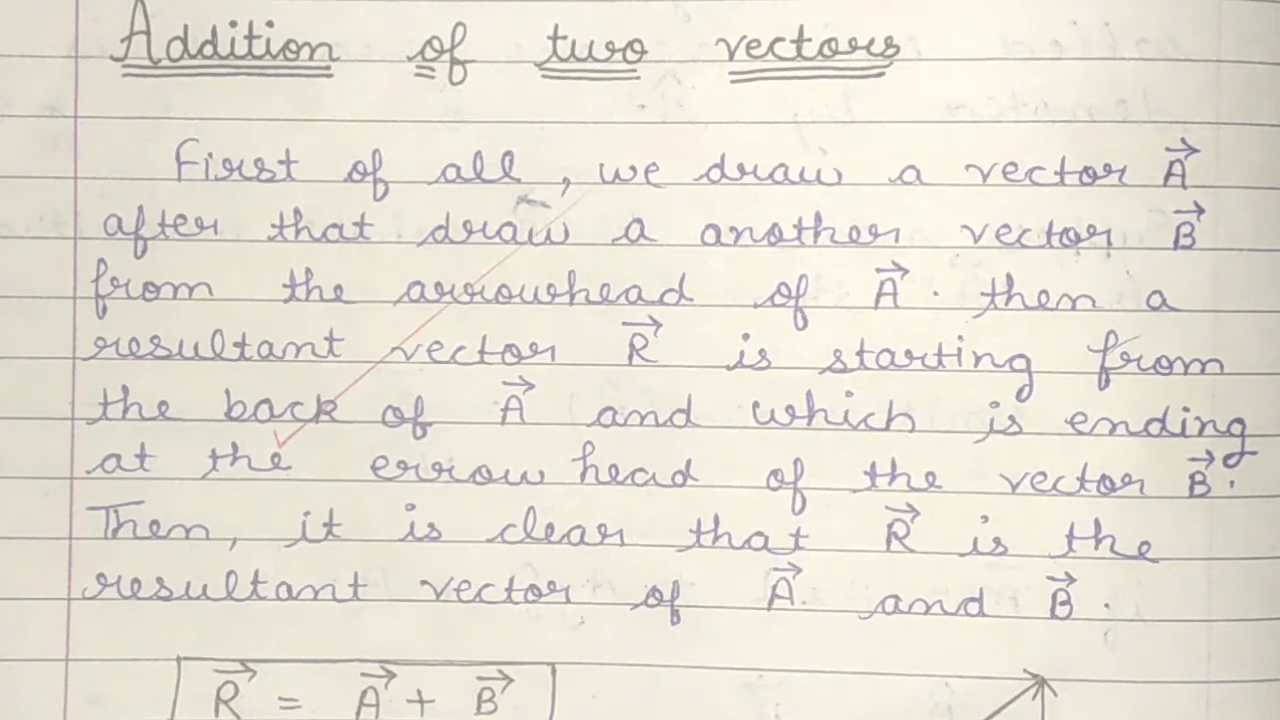 Addition of two vectors
First of all, we draw a vector A⃗
after that draw a another vector B⃗
from the arrowhead of A⃗. then a
resultant vector R⃗ is starting from
the back of A⃗ and which is ending
at the errow head of the vector B⃗.
Then, it is clear that R⃗ is the
resultant vector of A⃗ and B⃗.
R⃗ = A⃗ + B⃗